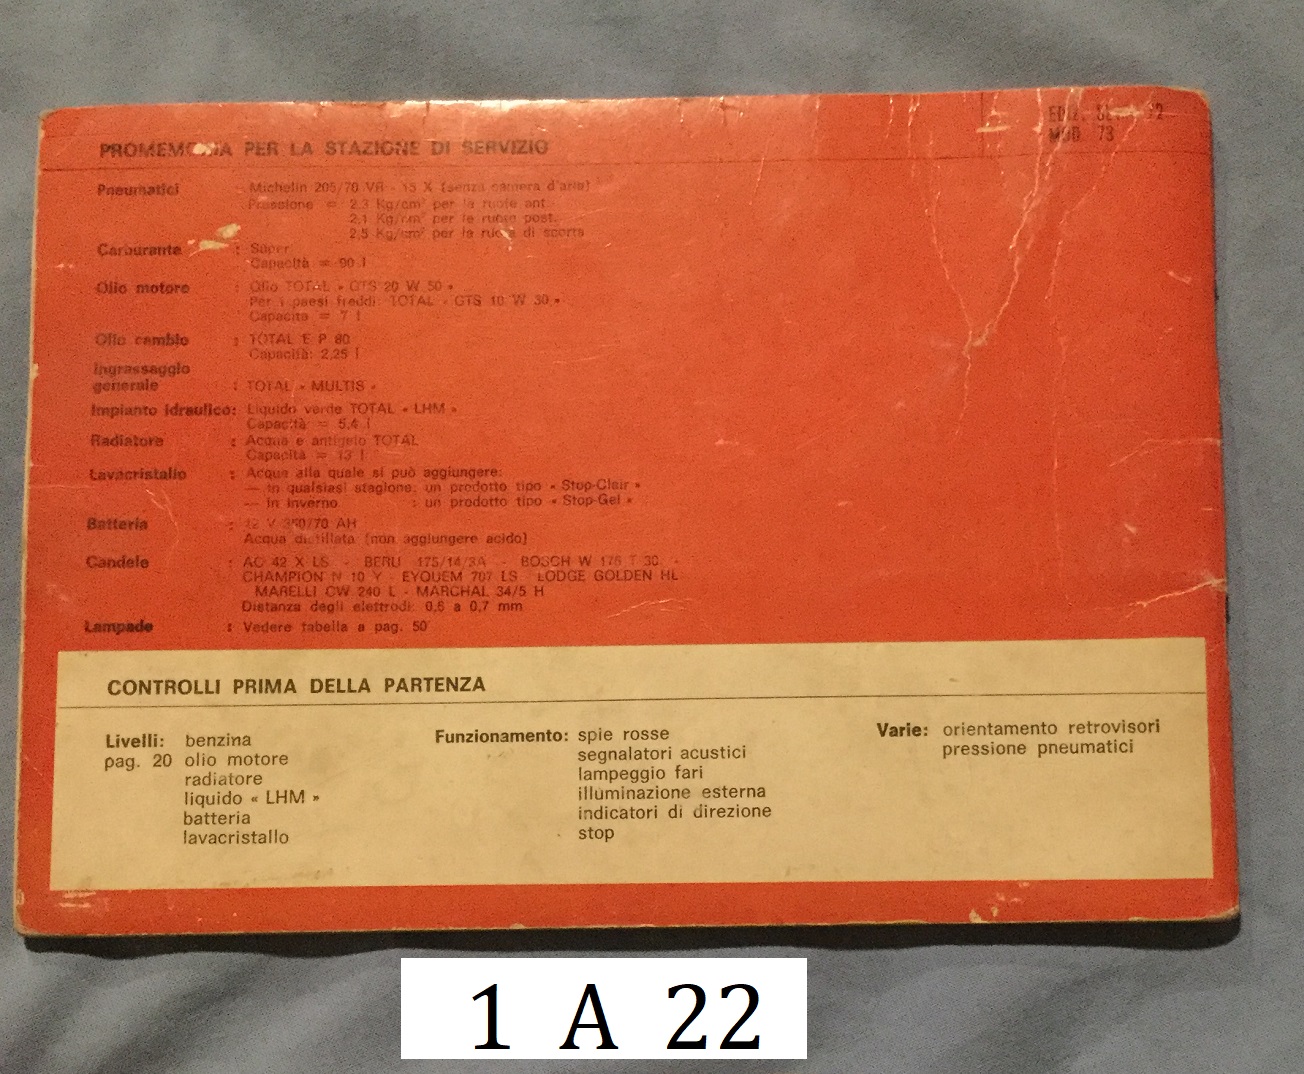 EDIZ. 72
MOD. 73
PROMEMORIA PER LA STAZIONE DI SERVIZIO
Pneumatici : Michelin 205/70 VR - 15 X (senza camera d'aria)
Pressione = 2,3 Kg/cm² per le ruote ant.
2,1 Kg/cm² per le ruote post.
2,5 Kg/cm² per la ruota di scorta
Carburante : Super
Capacità = 90 l
Olio motore : Olio TOTAL « GTS 20 W 50 »
Per i paesi freddi: TOTAL « GTS 10 W 30 »
Capacità = 7 l
Olio cambio : TOTAL E P 80
Capacità: 2,25 l
Ingrassaggio
generale : TOTAL « MULTIS »
Impianto idraulico: Liquido verde TOTAL « LHM »
Capacità = 5,4 l
Radiatore : Acqua e antigelo TOTAL
Capacità = 13 l
Lavacristallo : Acqua alla quale si può aggiungere:
— in qualsiasi stagione: un prodotto tipo « Stop-Clair »
— in inverno : un prodotto tipo « Stop-Gel »
Batteria : 12 V 350/70 AH
Acqua distillata (non aggiungere acido)
Candele : AC 42 X LS - BERU 175/14/3A - BOSCH W 175 T 30 -
CHAMPION N 10 Y - EYQUEM 707 LS - LODGE GOLDEN HL
MARELLI CW 240 L - MARCHAL 34/5 H
Distanza degli elettrodi: 0,6 a 0,7 mm
Lampade : Vedere tabella a pag. 50
CONTROLLI PRIMA DELLA PARTENZA
Livelli: benzina
pag. 20 olio motore
radiatore
liquido « LHM »
batteria
lavacristallo
Funzionamento: spie rosse
segnalatori acustici
lampeggio fari
illuminazione esterna
indicatori di direzione
stop
Varie: orientamento retrovisori
pressione pneumatici
1 A 22